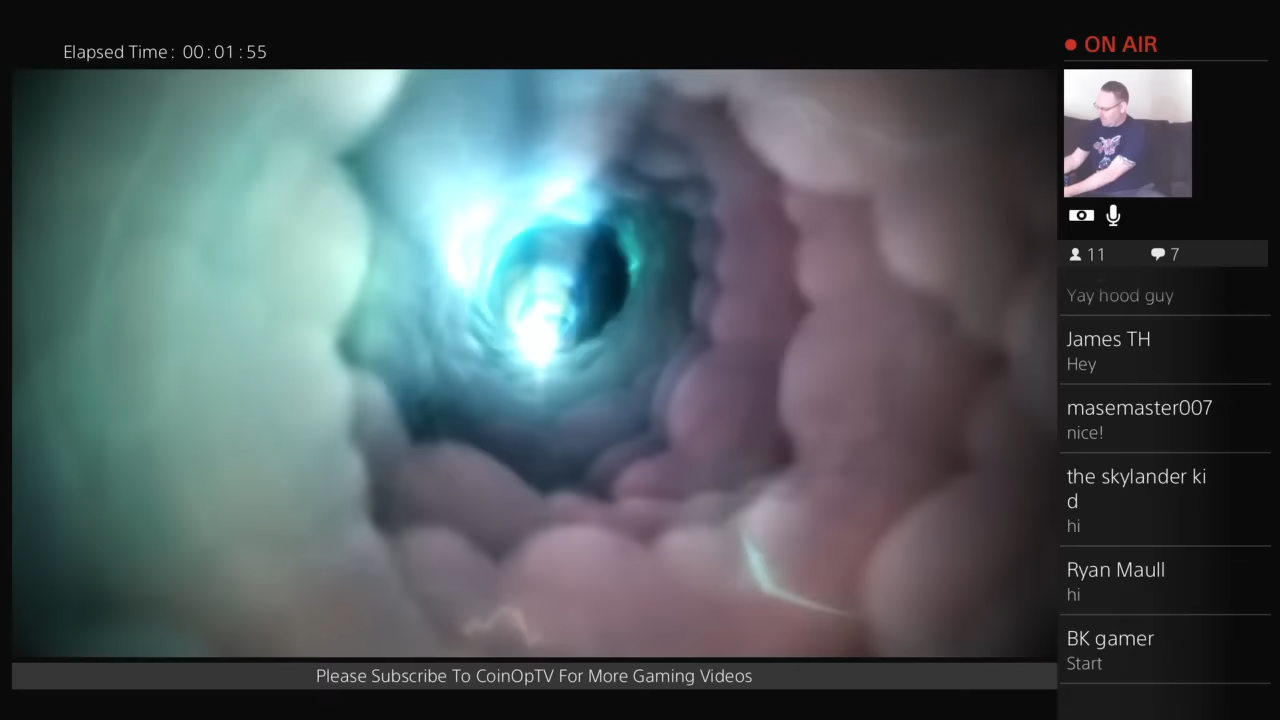 Elapsed Time: 00:01:55
ON AIR
11
7
Yay hood guy
James TH
Hey
masemaster007
nice!
the skylander ki
d
hi
Ryan Maull
hi
BK gamer
Start
Please Subscribe To CoinOpTV For More Gaming Videos